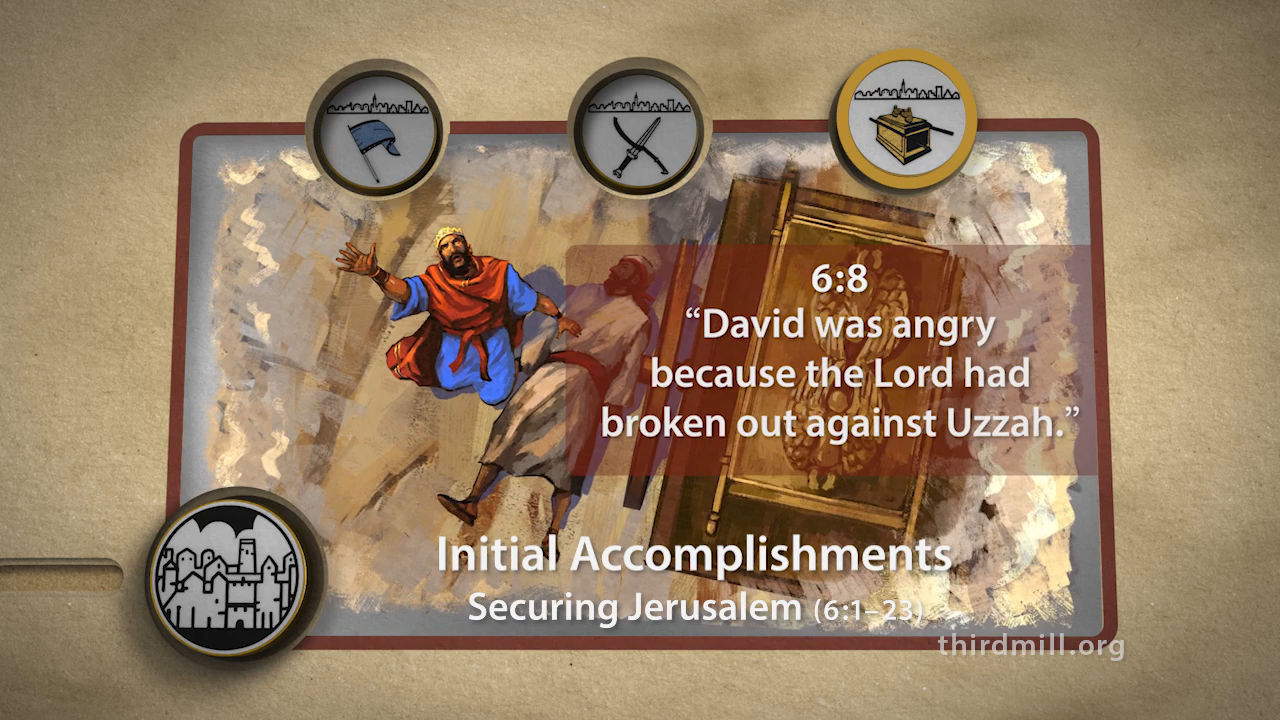 6:8
“David was angry
because the Lord had
broken out against Uzzah.”
Initial Accomplishments
Securing Jerusalem (6:1–23)
thirdmill.org